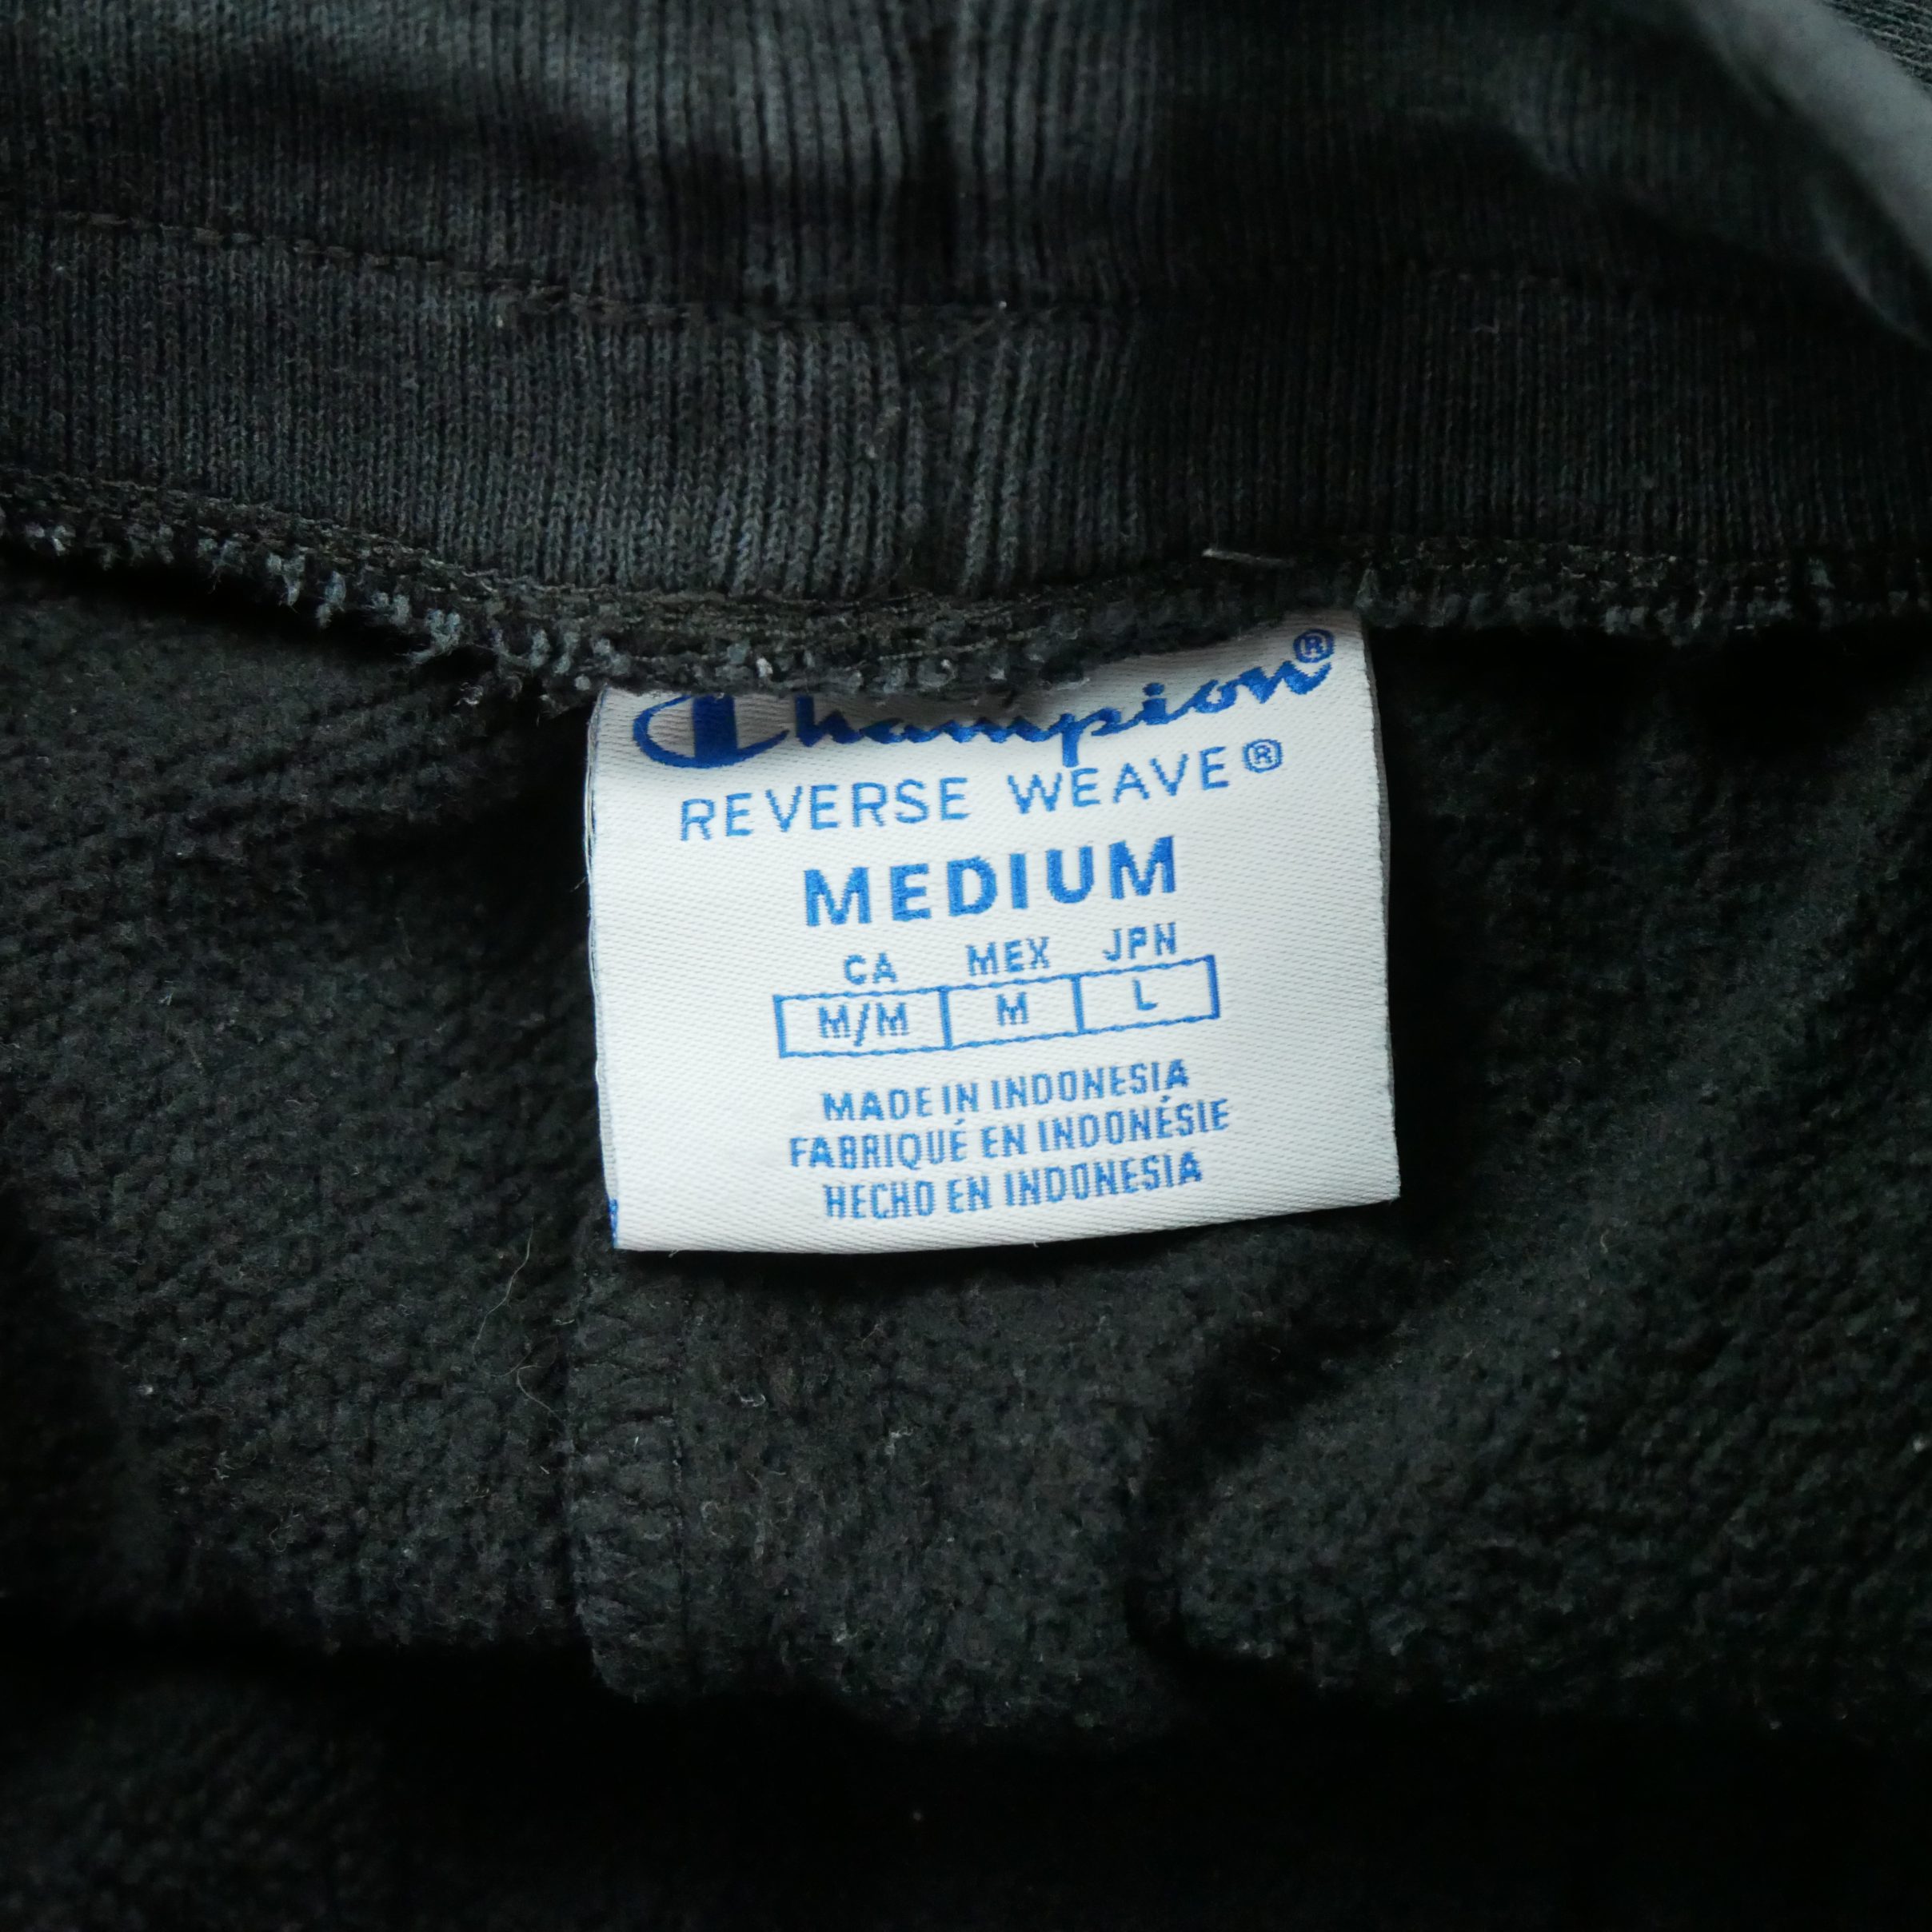 Champion®
REVERSE WEAVE®
MEDIUM
CA MEX JPN
M/M M L
MADE IN INDONESIA
FABRIQUÉ EN INDONÉSIE
HECHO EN INDONESIA